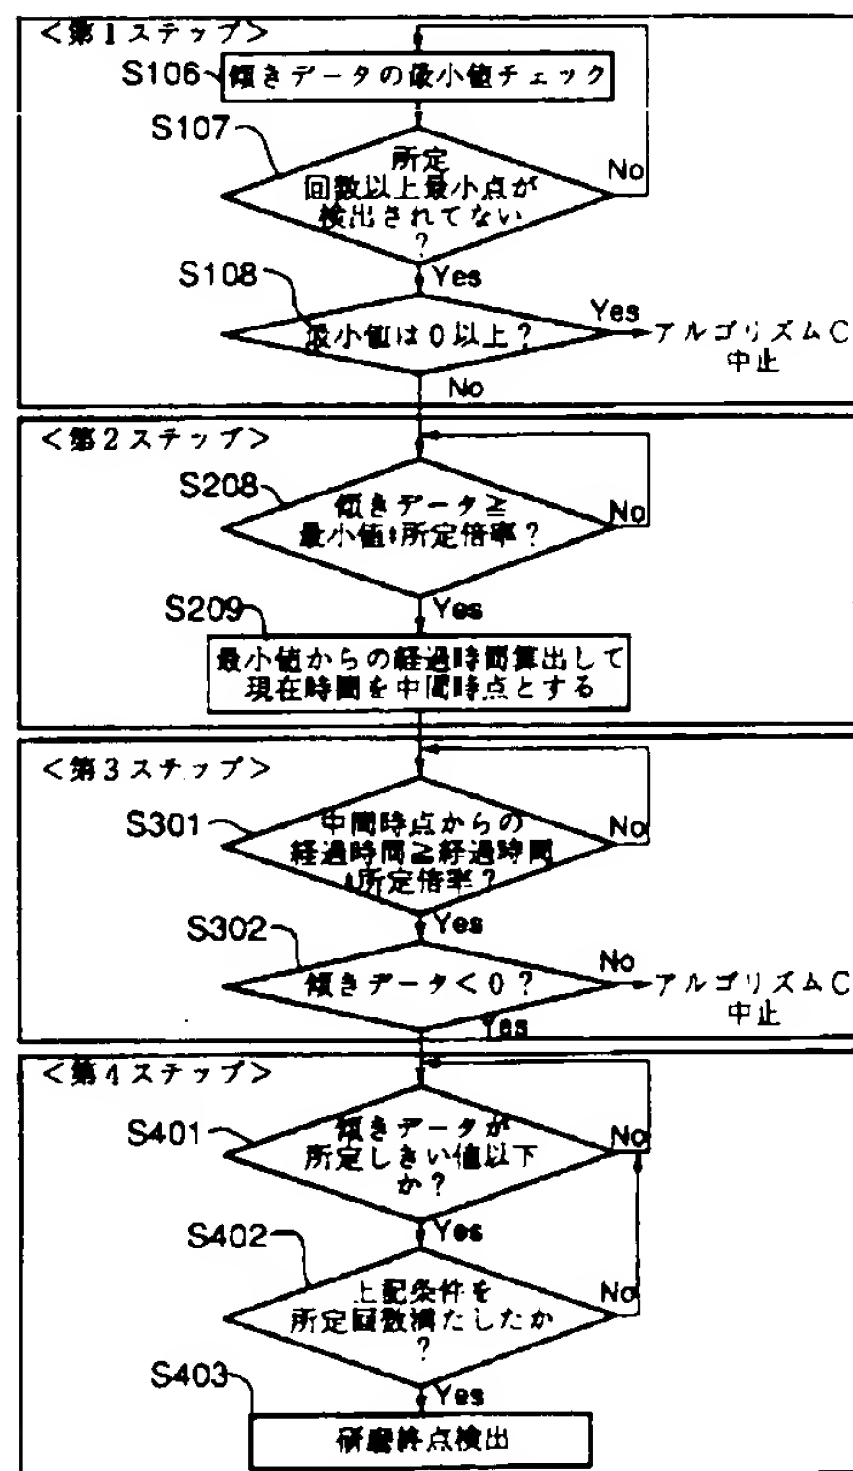 <第1ステップ>
S106
傾きデータの最小値チェック
S107
所定
回数以上最小点が
検出されてない
?
No
Yes
S108
最小値は0以上?
Yes
アルゴリズムC
中止
No
<第2ステップ>
S208
傾きデータ≧
最小値*所定倍率?
No
Yes
S209
最小値からの経過時間算出して
現在時間を中間時点とする
<第3ステップ>
S301
中間時点からの
経過時間≧経過時間
*所定倍率?
No
Yes
S302
傾きデータ<0?
No
アルゴリズムC
中止
Yes
<第4ステップ>
S401
傾きデータが
所定しきい値以下
か?
No
Yes
S402
上記条件を
所定回数満たしたか
?
No
Yes
S403
研磨終点検出